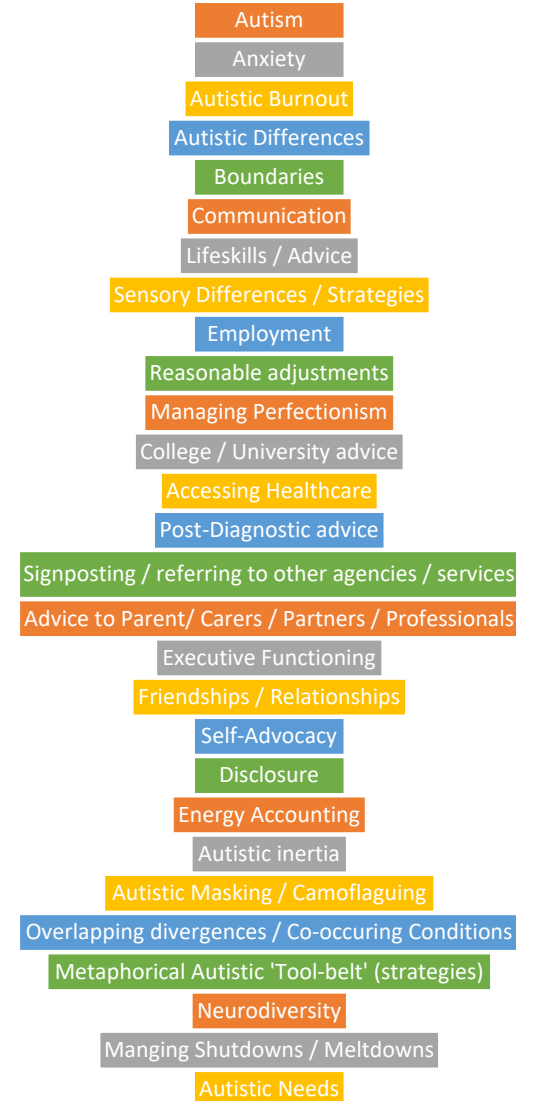 Autism
Anxiety
Autistic Burnout
Autistic Differences
Boundaries
Communication
Lifeskills / Advice
Sensory Differences / Strategies
Employment
Reasonable adjustments
Managing Perfectionism
College / University advice
Accessing Healthcare
Post-Diagnostic advice
Signposting / referring to other agencies / services
Advice to Parent/ Carers / Partners / Professionals
Executive Functioning
Friendships / Relationships
Self-Advocacy
Disclosure
Energy Accounting
Autistic inertia
Autistic Masking / Camoflaguing
Overlapping divergences / Co-occuring Conditions
Metaphorical Autistic 'Tool-belt' (strategies)
Neurodiversity
Manging Shutdowns / Meltdowns
Autistic Needs